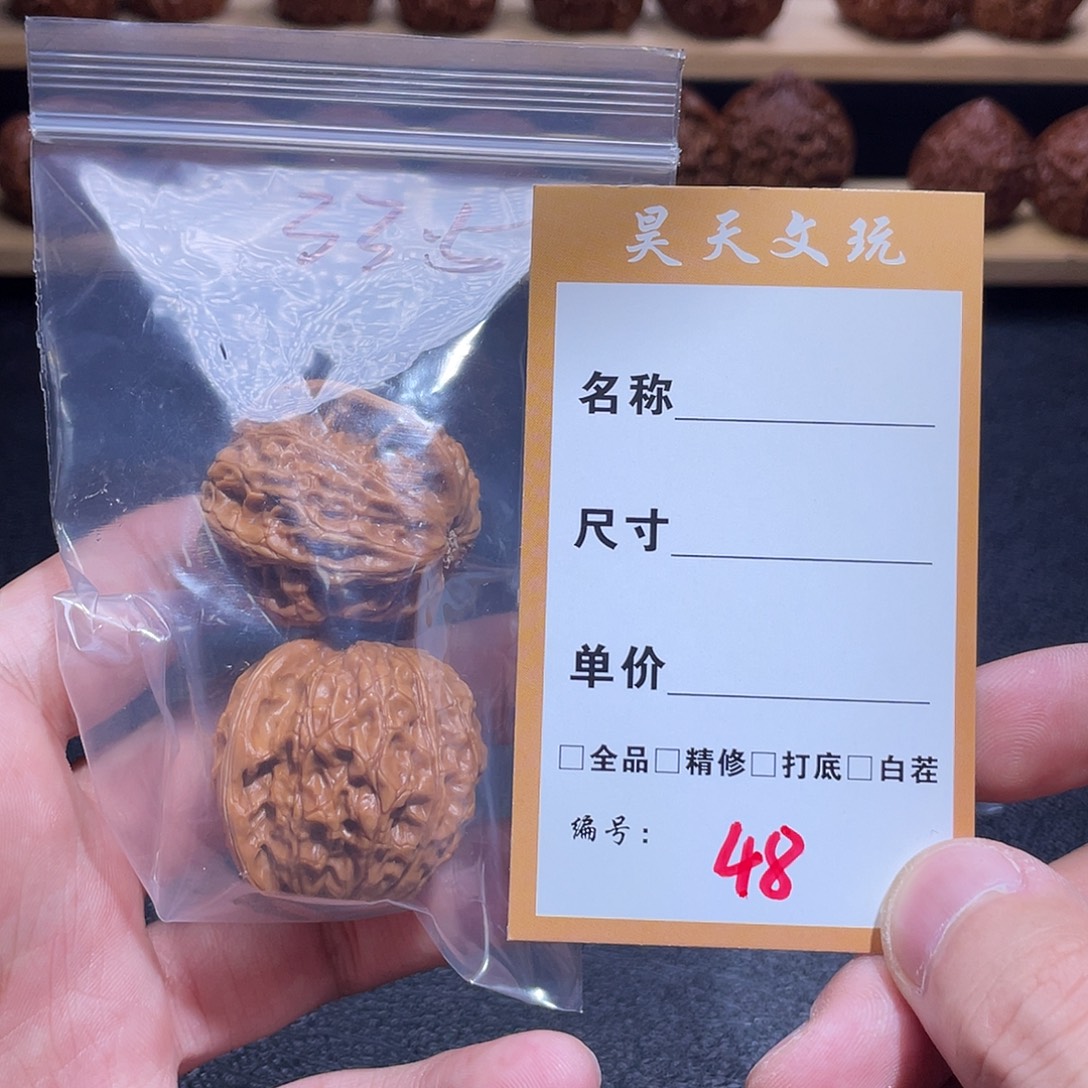 昊天文玩
名称
尺寸
单价
□全品□精修□打底□白茬
编号：48